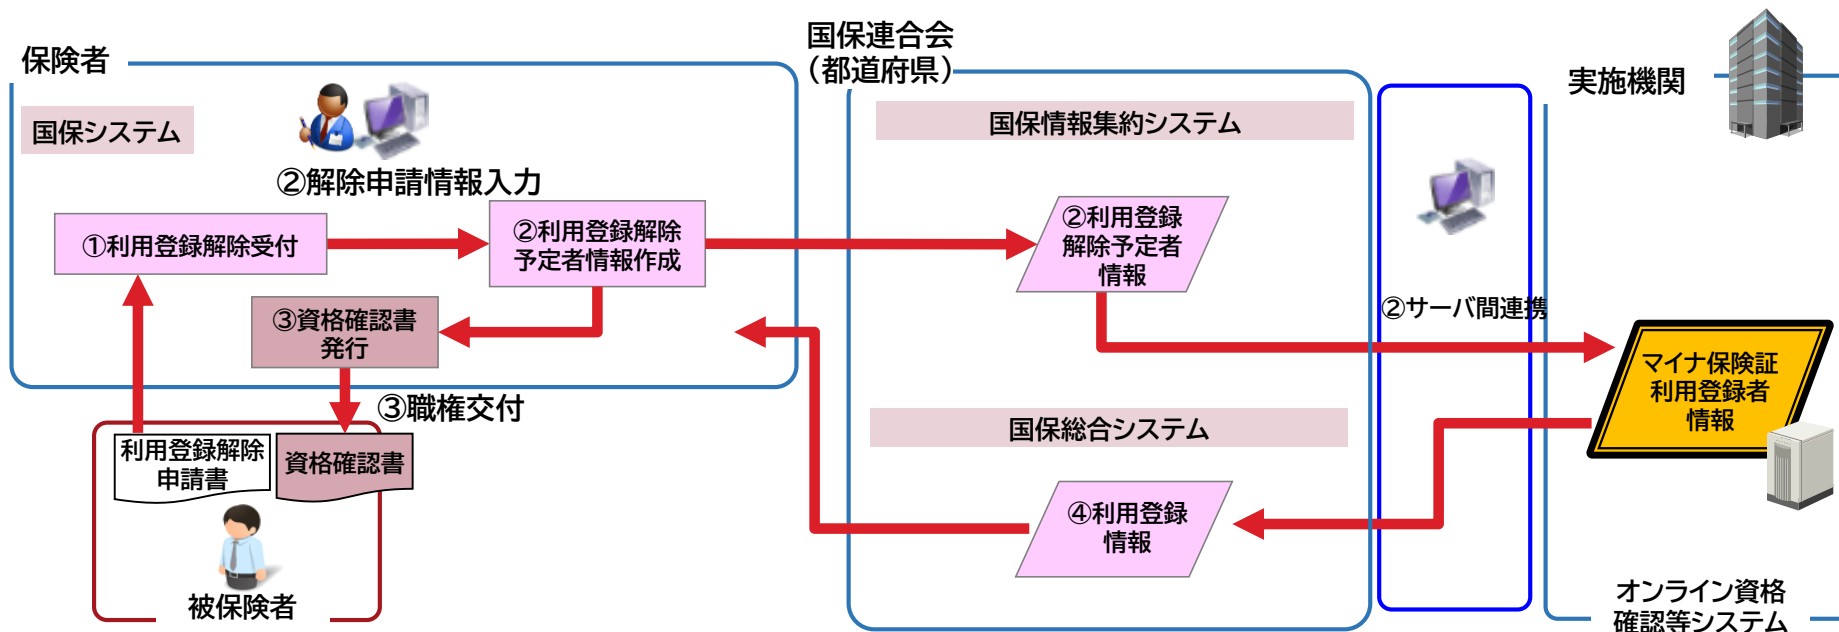 保険者
国保システム
②解除申請情報入力
①利用登録解除受付
②利用登録解除
予定者情報作成
③資格確認書
発行
③職権交付
利用登録解除
申請書
資格確認書
被保険者
国保連合会
（都道府県）
国保情報集約システム
②利用登録
解除予定者
情報
国保総合システム
④利用登録
情報
②サーバ間連携
実施機関
マイナ保険証
利用登録者
情報
オンライン資格
確認等システム